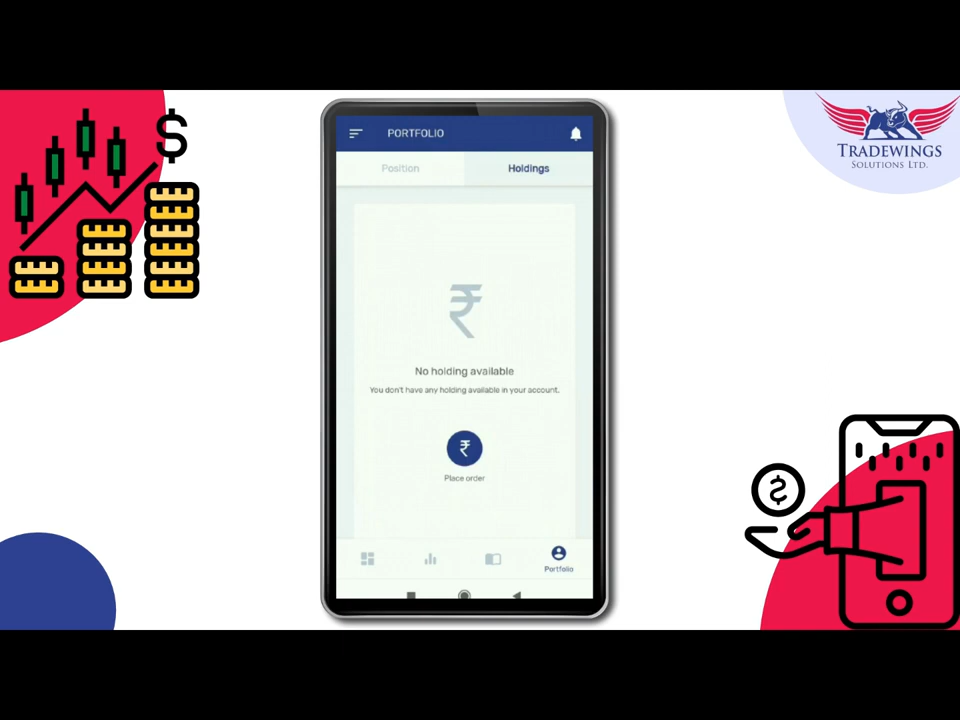 PORTFOLIO
Position
Holdings
₹
No holding available
You don't have any holding available in your account.
₹
Place order
Portfolio
$
TRADEWINGS
SOLUTIONS LTD.
$